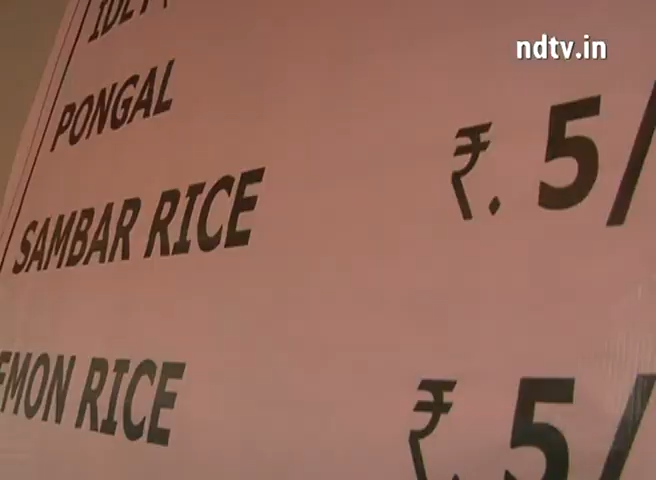 ndtv.in
PONGAL
SAMBAR RICE ₹. 5/
EMON RICE ₹. 5/